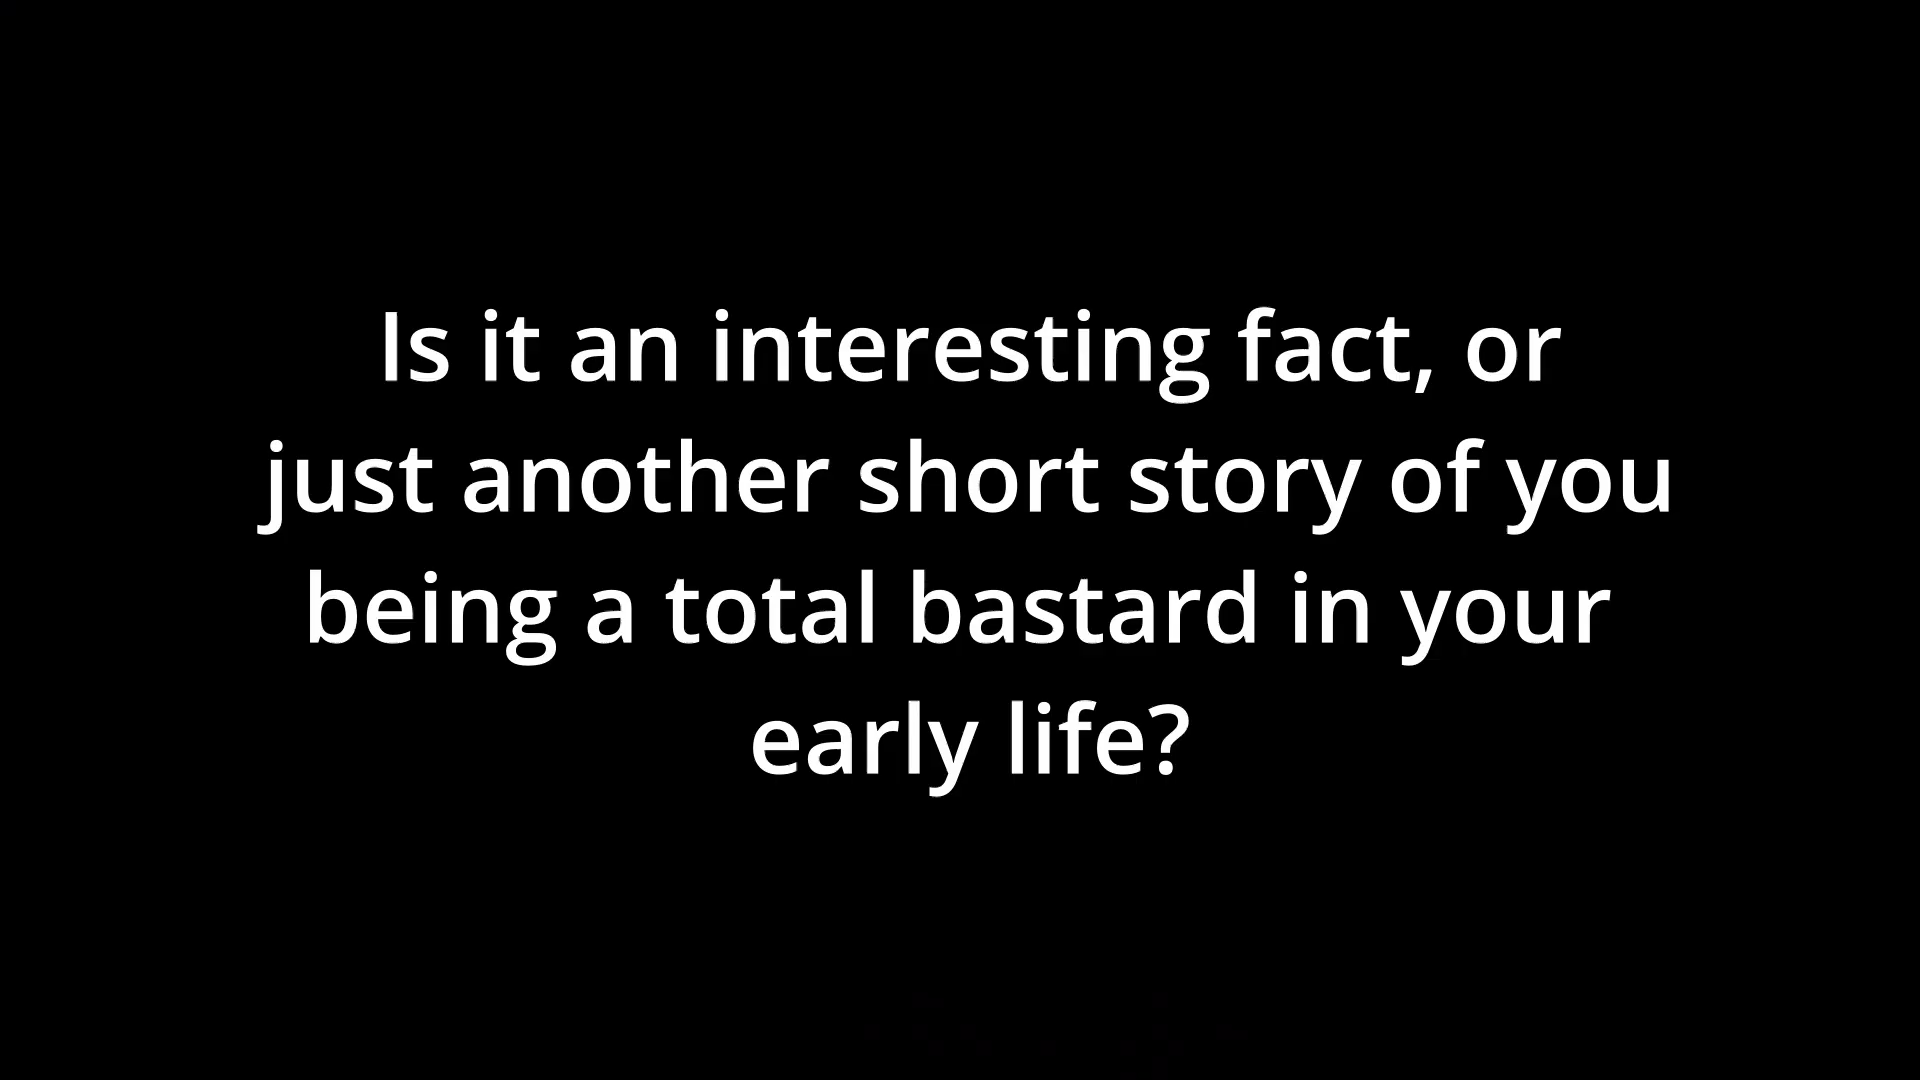 Is it an interesting fact, or
just another short story of you
being a total bastard in your
early life?